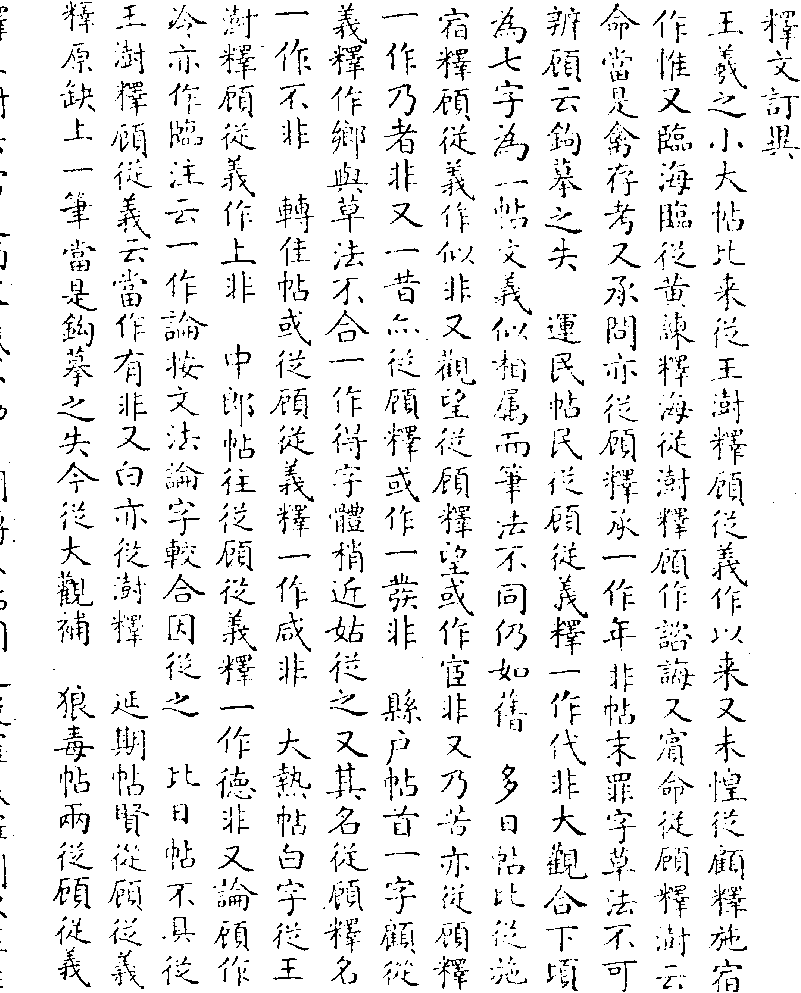 釋文訂異
王羲之小大帖比来從王澍釋顧從義作以来又未惶從顧釋施宿
作惟又臨海臨從黄諫釋海從澍釋顧作諮誨又賔命從顧釋澍云
命當是禽存考又承問亦從顧釋承一作年非帖末罪字草法不可
辨顧云鉤摹之失　運民帖民從顧從義釋一作代非大觀合下頃
為七字為一帖文義似相属而筆法不同仍如舊　多日帖比從施
宿釋顧從義作似非又觀望從顧釋望或作宦非又乃苦亦從顧釋
一作乃者非又一昔亦從顧釋或作一發非　縣户帖首一字顧從
義釋作鄉與草法不合一作得字體稍近姑從之又其名從顧釋名
一作不非　轉佳帖或從顧從義釋一作咸非　大熱帖白字從王
澍釋顧從義作上非　中郎帖往從顧從義釋一作德非又論顧作
冷亦作臨注云一作論按文法論字較合因從之　比日帖不具從
王澍釋顧從義云當作有非又白亦從澍釋　延期帖賢從顧從義
釋原缺上一筆當是鉤摹之失今從大觀補　狼毒帖兩從顧從義